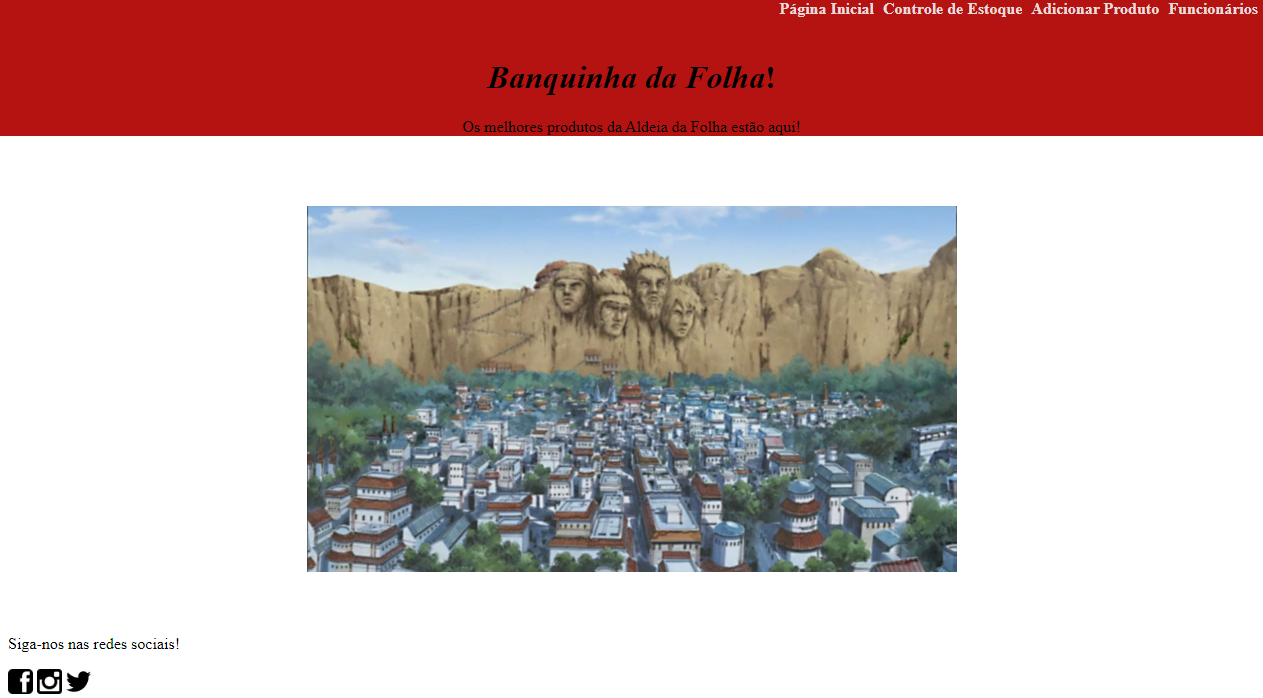 Página Inicial Controle de Estoque Adicionar Produto Funcionários
Banquinha da Folha!
Os melhores produtos da Aldeia da Folha estão aqui!
Siga-nos nas redes sociais!